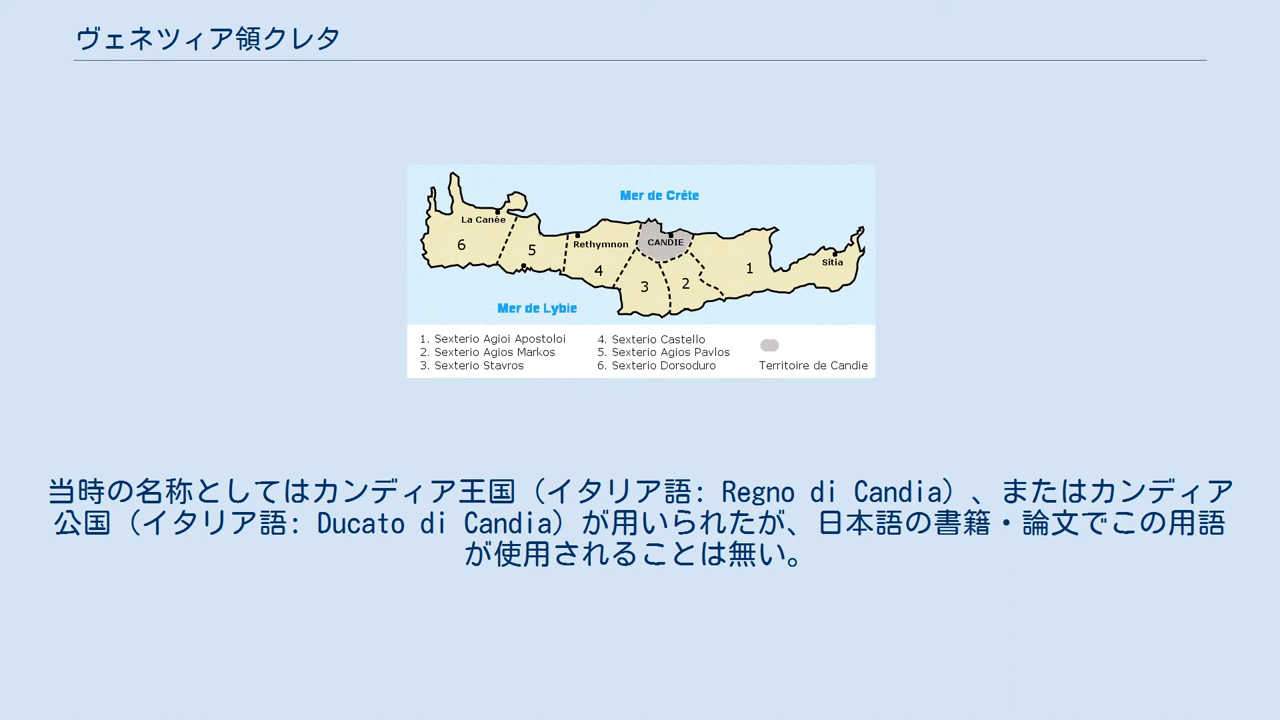 ヴェネツィア領クレタ
Mer de Crète
La Canée
Rethymnon
CANDIE
Sitia
6
5
4
3
2
1
Mer de Lybie
1. Sexterio Agioi Apostoloi
2. Sexterio Agios Markos
3. Sexterio Stavros
4. Sexterio Castello
5. Sexterio Agios Pavlos
6. Sexterio Dorsoduro
Territoire de Candie
当時の名称としてはカンディア王国（イタリア語: Regno di Candia）、またはカンディア
公国（イタリア語: Ducato di Candia）が用いられたが、日本語の書籍・論文でこの用語
が使用されることは無い。